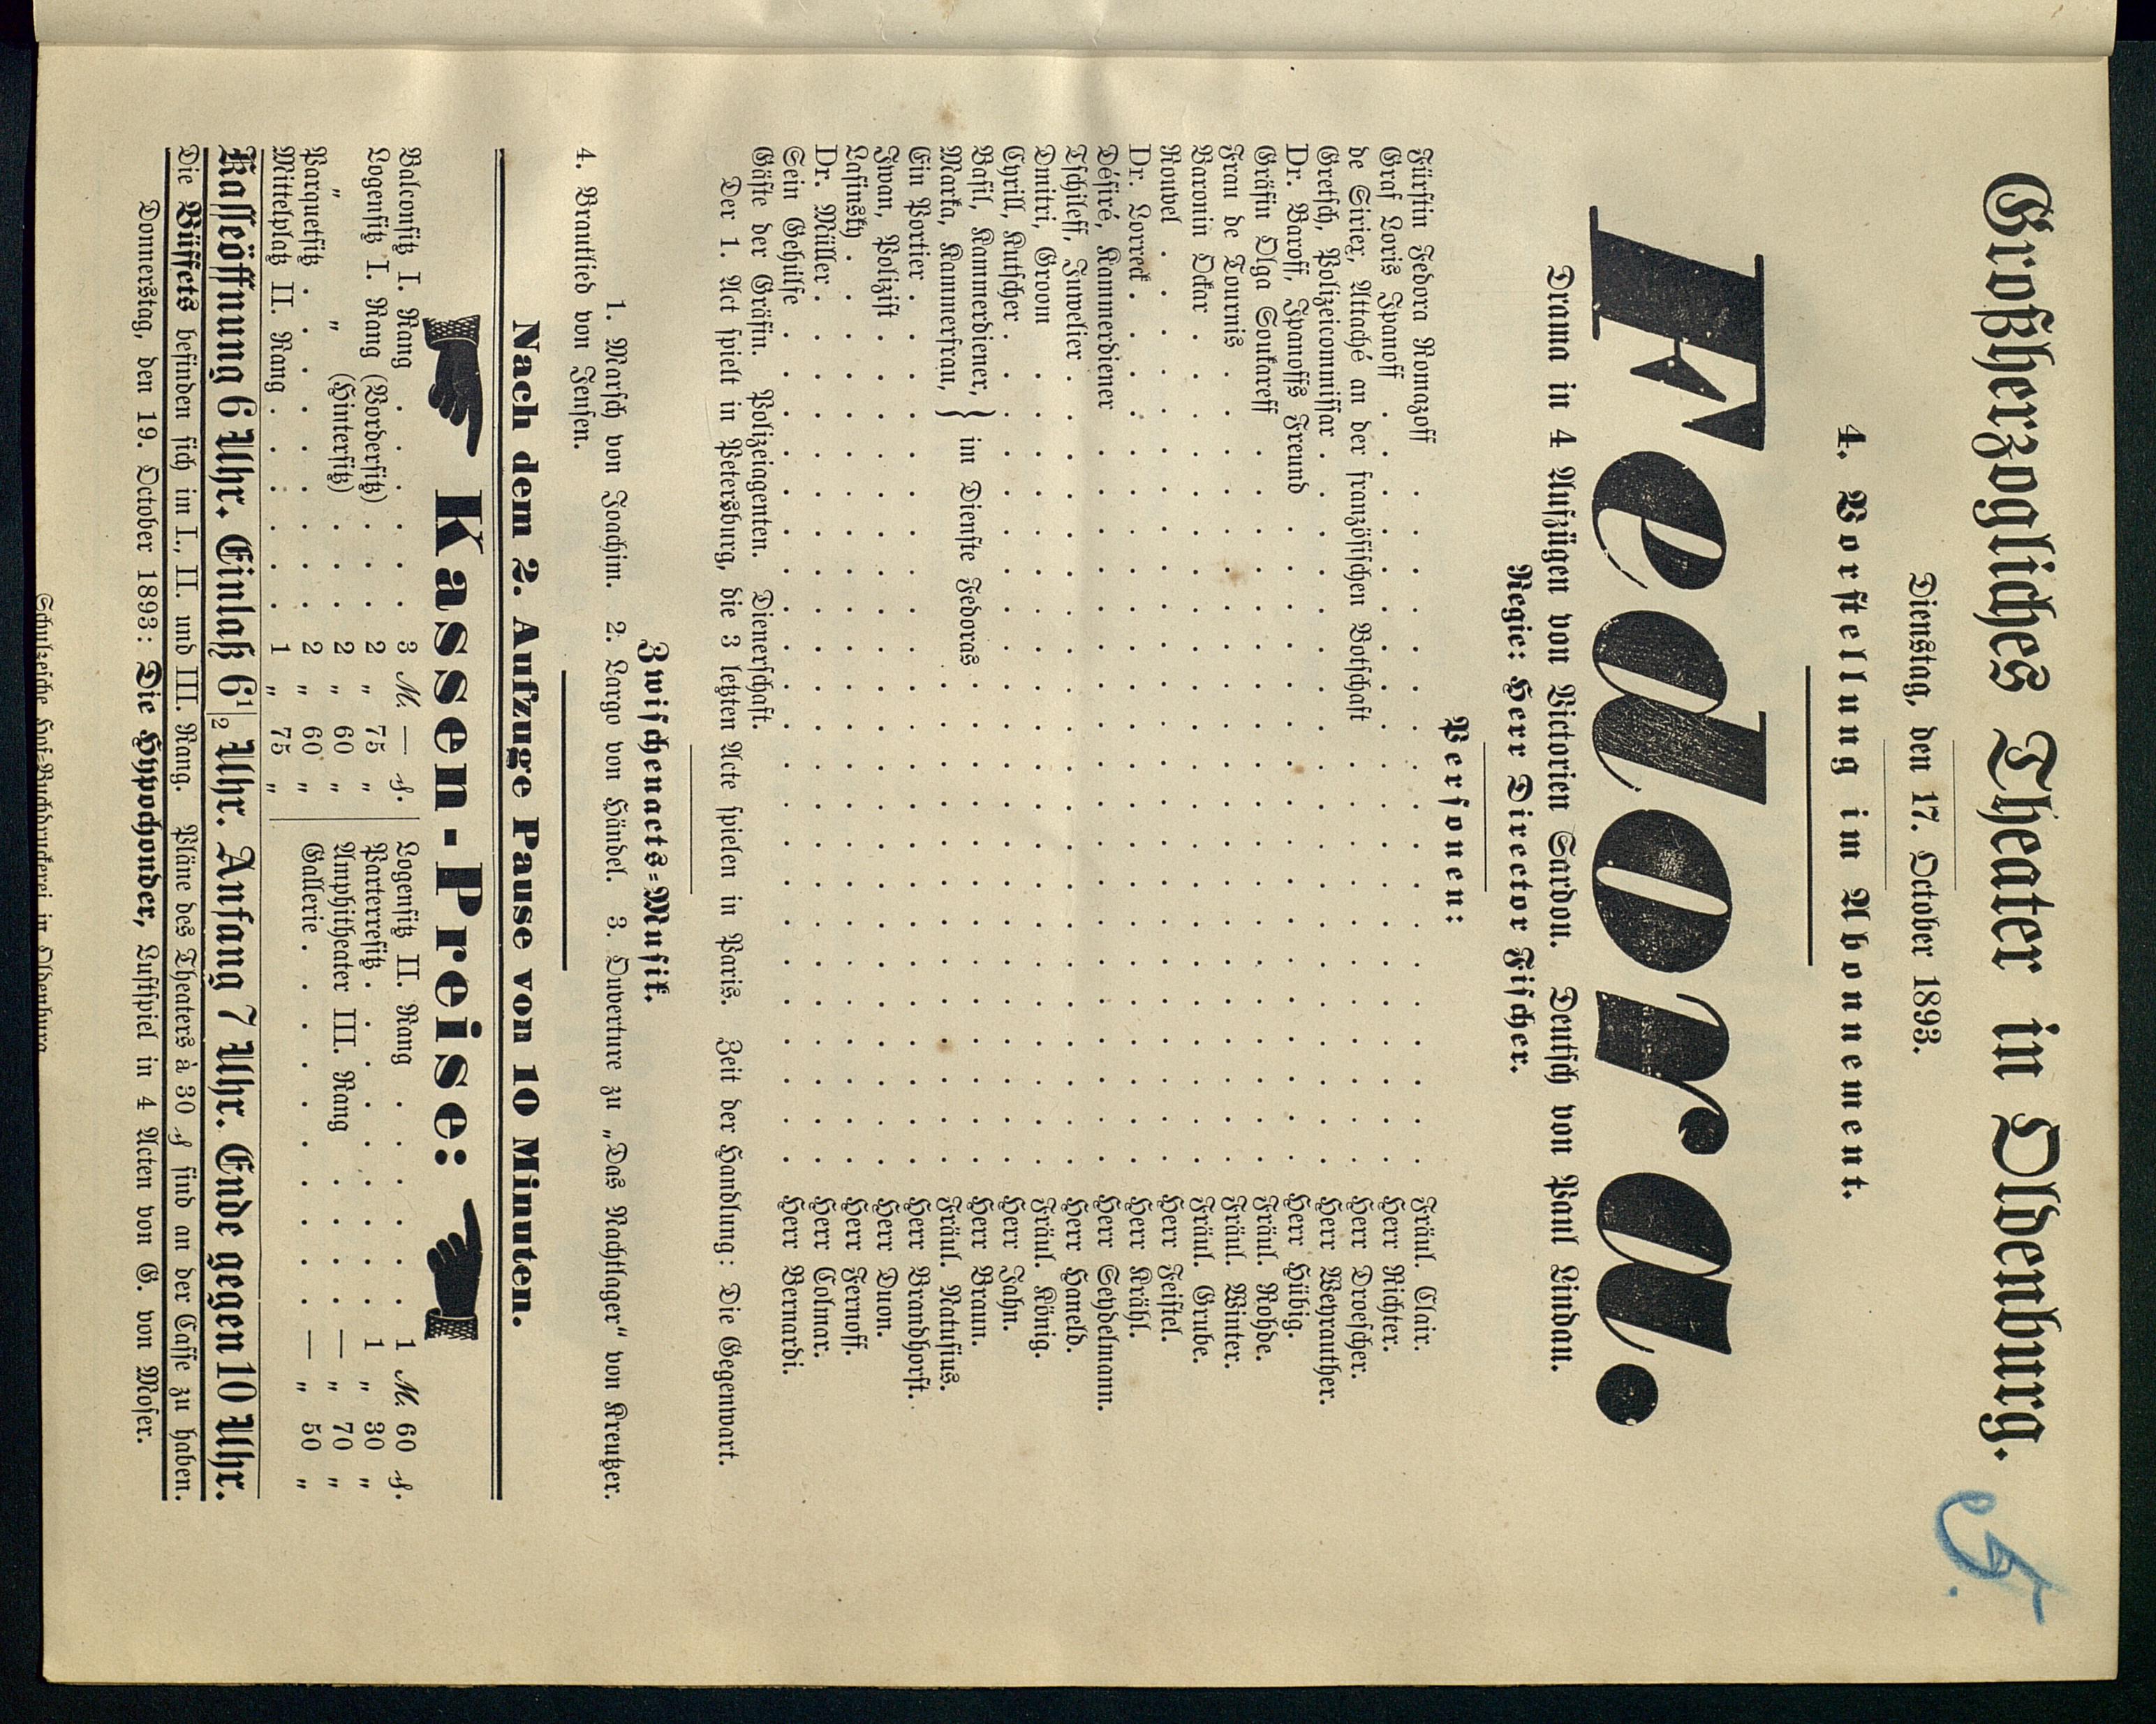 Großherzogliches Theater in Oldenburg.
Dienstag, den 17. October 1893.
4. Vorstellung im Abonnement.
Fedora.
Drama in 4 Aufzügen von Victorien Sardou. Deutsch von Paul Lindau.
Regie: Herr Director Fischer.
Personen:
Fürstin Fedora Romazoff . . . . . . . . . . Fräul. Clair.
Graf Loris Ipanoff . . . . . . . . . . Herr Richter.
de Sirier, Attaché an der französischen Botschaft . . . . . . Herr Droescher.
Gretsch, Polizeicommissar . . . . . . . . . . Herr Weyrauther.
Dr. Baroff, Ipanoffs Freund . . . . . . . . . Herr Hübig.
Gräfin Olga Soukareff . . . . . . . . . . Fräul. Rohde.
Frau de Tournis . . . . . . . . . . . Fräul. Winter.
Baronin Ockar . . . . . . . . . . . Fräul. Grube.
Rouvel . . . . . . . . . . . . . Herr Feistel.
Dr. Lorreck . . . . . . . . . . . . Herr Krähl.
Désiré, Kammerdiener . . . . . . . . . . Herr Seydelmann.
Tschileff, Juwelier . . . . . . . . . . . Herr Haneld.
Dmitri, Groom . . . . . . . . . . . Fräul. König.
Cyrill, Kutscher . . . . . . . . . . . Herr Jahn.
Basil, Kammerdiener, } im Dienste Fedoras . . . . . . . Herr Braun.
Marka, Kammerfrau, } . . . . . . . Fräul. Natusius.
Ein Portier . . . . . . . . . . . . Herr Brandhorst.
Iwan, Polizist . . . . . . . . . . . Herr Duon.
Lasinsky . . . . . . . . . . . . Herr Fernoff.
Dr. Müller . . . . . . . . . . . . Herr Colmar.
Sein Gehülfe . . . . . . . . . . . Herr Bernardi.
Gäste der Gräfin. Polizeiagenten. Dienerschaft.
Der 1. Act spielt in Petersburg, die 3 letzten Acte spielen in Paris. Zeit der Handlung: Die Gegenwart.
Zwischenacts-Musik.
1. Marsch von Joachim. 2. Largo von Händel. 3. Ouverture zu „Das Nachtlager" von Kreutzer.
4. Brautlied von Jensen.
Nach dem 2. Aufzuge Pause von 10 Minuten.
Kassen-Preise:
Balconsitz I. Rang . . . . 3 M. — ₰.
Logensitz I. Rang (Vordersitz) . . 2 „ 75 „
„ „ (Hintersitz) . . 2 „ 60 „
Parquetsitz . . . . . 2 „ 60 „
Mittelplatz II. Rang . . . . 1 „ 75 „
Logensitz II. Rang . . . . 1 M. 60 ₰.
Parterresitz . . . . . 1 „ 30 „
Amphitheater III. Rang . . . — „ 70 „
Gallerie . . . . . . — „ 50 „
Kasseöffnung 6 Uhr. Einlaß 6½ Uhr. Anfang 7 Uhr. Ende gegen 10 Uhr.
Die Büffets befinden sich im I., II. und III. Rang. Pläne des Theaters à 30 ₰ sind an der Casse zu haben.
Donnerstag, den 19. October 1893: Die Hypochonder, Lustspiel in 4 Acten von G. von Moser.
Schulzesche Hof-Buchdruckerei in Oldenburg.